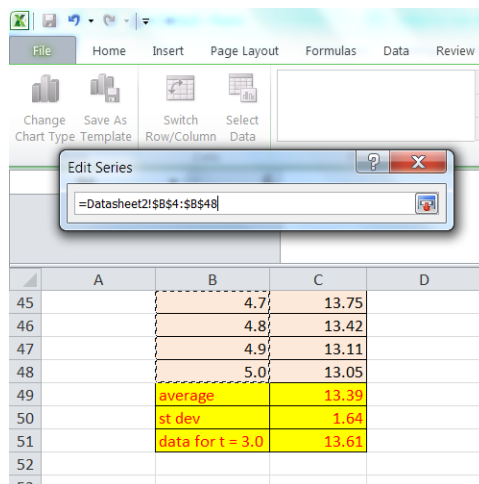 File Home Insert Page Layout Formulas Data Review
Change Save As Switch Select
Chart Type Template Row/Column Data
Edit Series
=Datasheet2!$B$4:$B$48
A B C D
45 4.7 13.75
46 4.8 13.42
47 4.9 13.11
48 5.0 13.05
49 average 13.39
50 st dev 1.64
51 data for t = 3.0 13.61
52